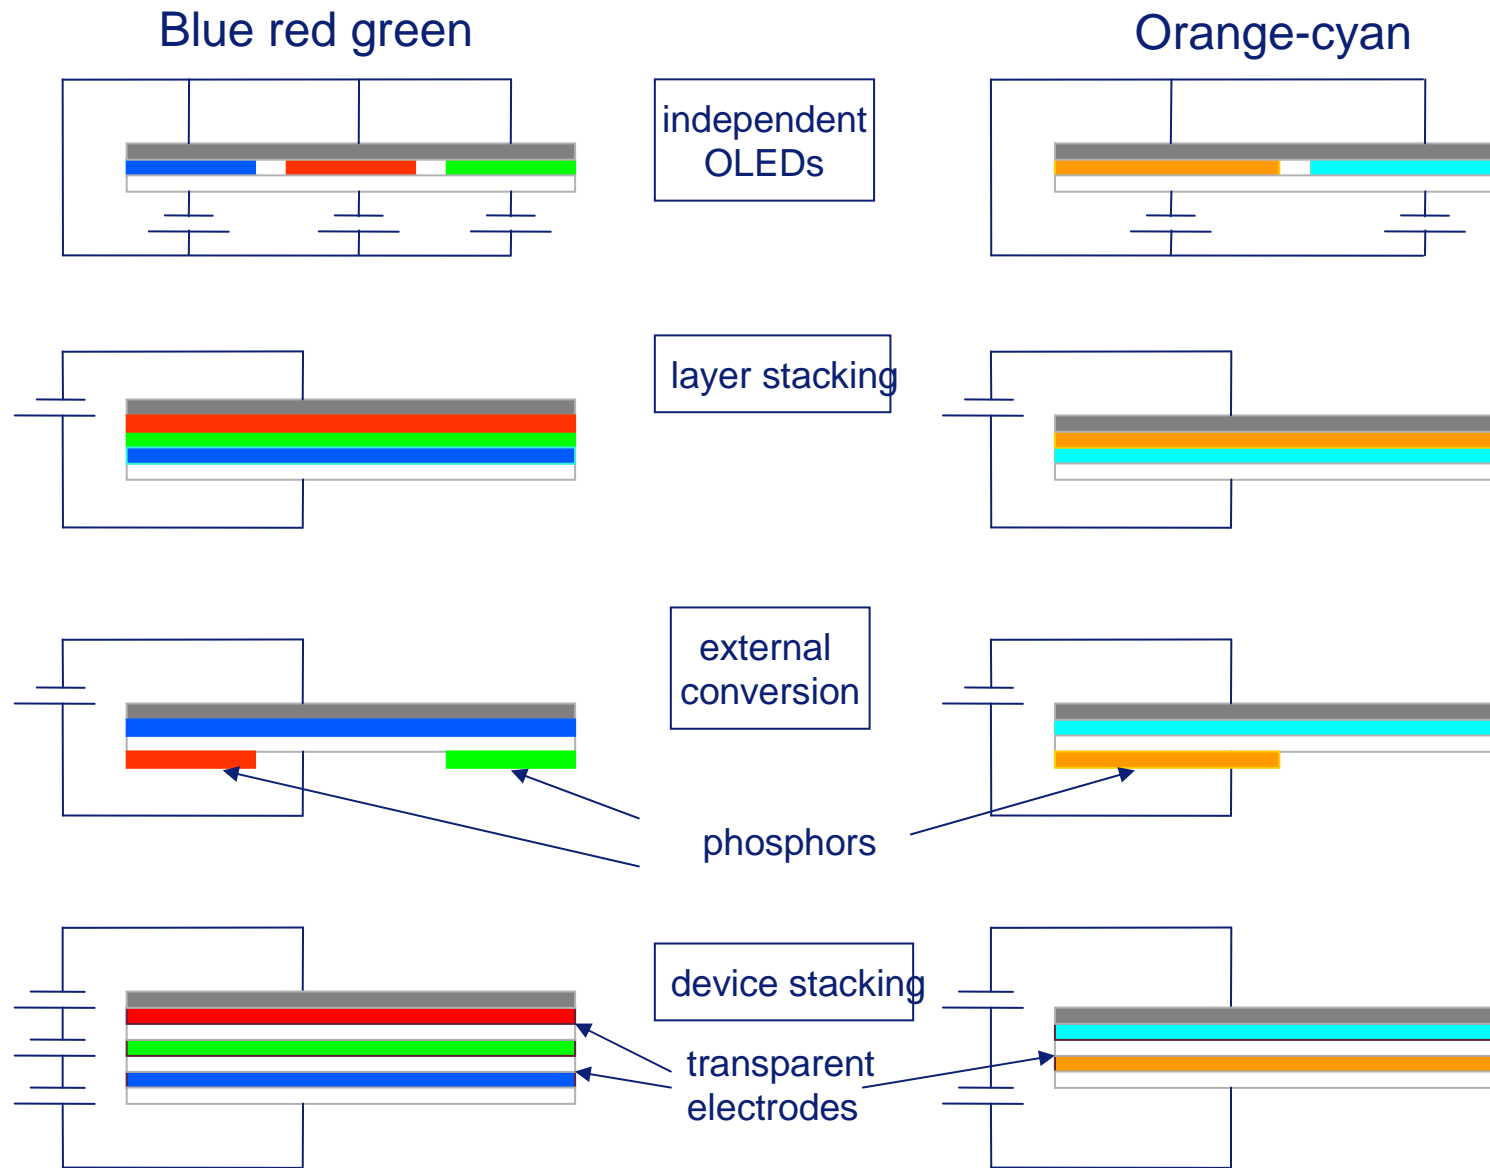 Blue red green
Orange-cyan
independent
OLEDs
layer stacking
external
conversion
phosphors
device stacking
transparent
electrodes